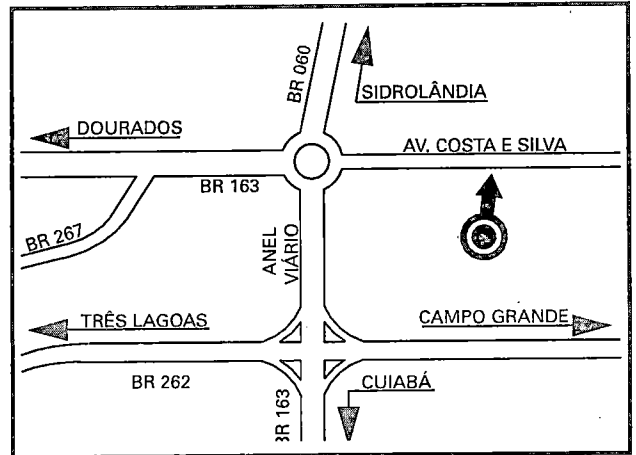 BR 060
SIDROLÂNDIA
DOURADOS
AV. COSTA E SILVA
BR 163
BR 267
ANEL
VIÁRIO
TRÊS LAGOAS
CAMPO GRANDE
BR 262
CUIABÁ
BR 163